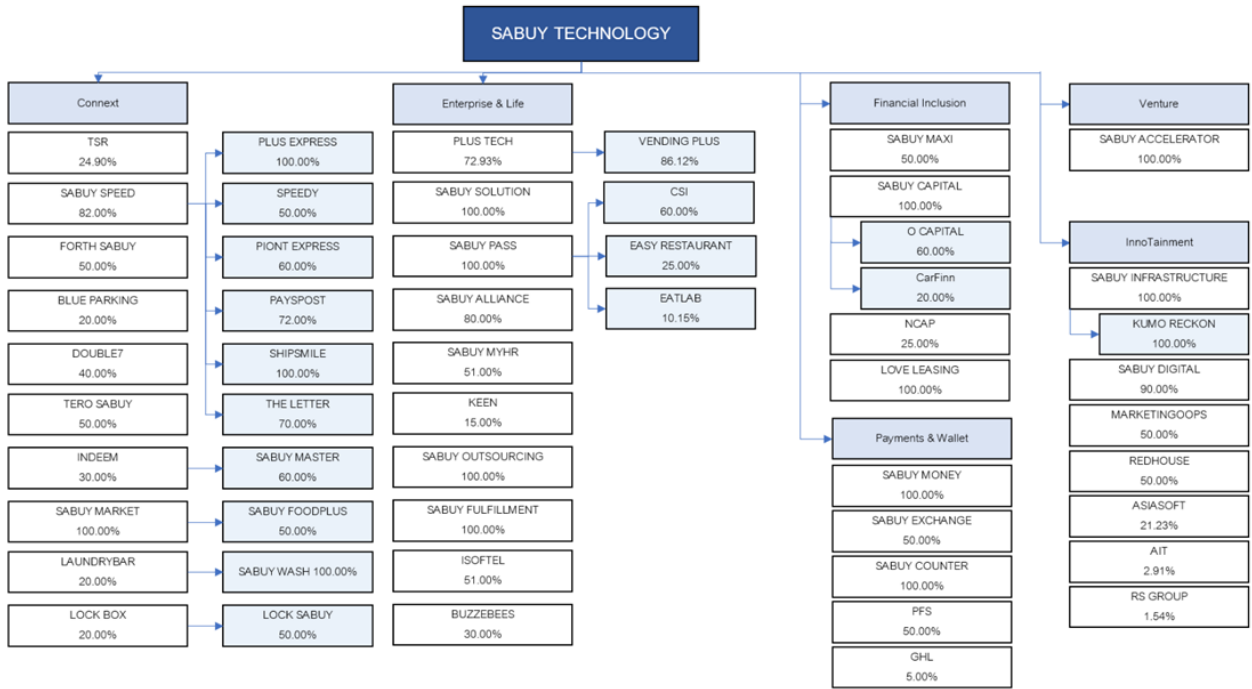 SABUY TECHNOLOGY
Connext
TSR
24.90%
SABUY SPEED
82.00%
FORTH SABUY
50.00%
BLUE PARKING
20.00%
DOUBLE7
40.00%
TERO SABUY
50.00%
INDEEM
30.00%
SABUY MARKET
100.00%
LAUNDRYBAR
20.00%
LOCK BOX
20.00%
PLUS EXPRESS
100.00%
SPEEDY
50.00%
PIONT EXPRESS
60.00%
PAYSPOST
72.00%
SHIPSMILE
100.00%
THE LETTER
70.00%
SABUY MASTER
60.00%
SABUY FOODPLUS
50.00%
SABUY WASH 100.00%
LOCK SABUY
50.00%
Enterprise & Life
PLUS TECH
72.93%
SABUY SOLUTION
100.00%
SABUY PASS
100.00%
SABUY ALLIANCE
80.00%
SABUY MYHR
51.00%
KEEN
15.00%
SABUY OUTSOURCING
100.00%
SABUY FULFILLMENT
100.00%
ISOFTEL
51.00%
BUZZEBEES
30.00%
VENDING PLUS
86.12%
CSI
60.00%
EASY RESTAURANT
25.00%
EATLAB
10.15%
Financial Inclusion
SABUY MAXI
50.00%
SABUY CAPITAL
100.00%
O CAPITAL
60.00%
CarFinn
20.00%
NCAP
25.00%
LOVE LEASING
100.00%
Payments & Wallet
SABUY MONEY
100.00%
SABUY EXCHANGE
50.00%
SABUY COUNTER
100.00%
PFS
50.00%
GHL
5.00%
Venture
SABUY ACCELERATOR
100.00%
InnoTainment
SABUY INFRASTRUCTURE
100.00%
KUMO RECKON
100.00%
SABUY DIGITAL
90.00%
MARKETINGOOPS
50.00%
REDHOUSE
50.00%
ASIASOFT
21.23%
AIT
2.91%
RS GROUP
1.54%